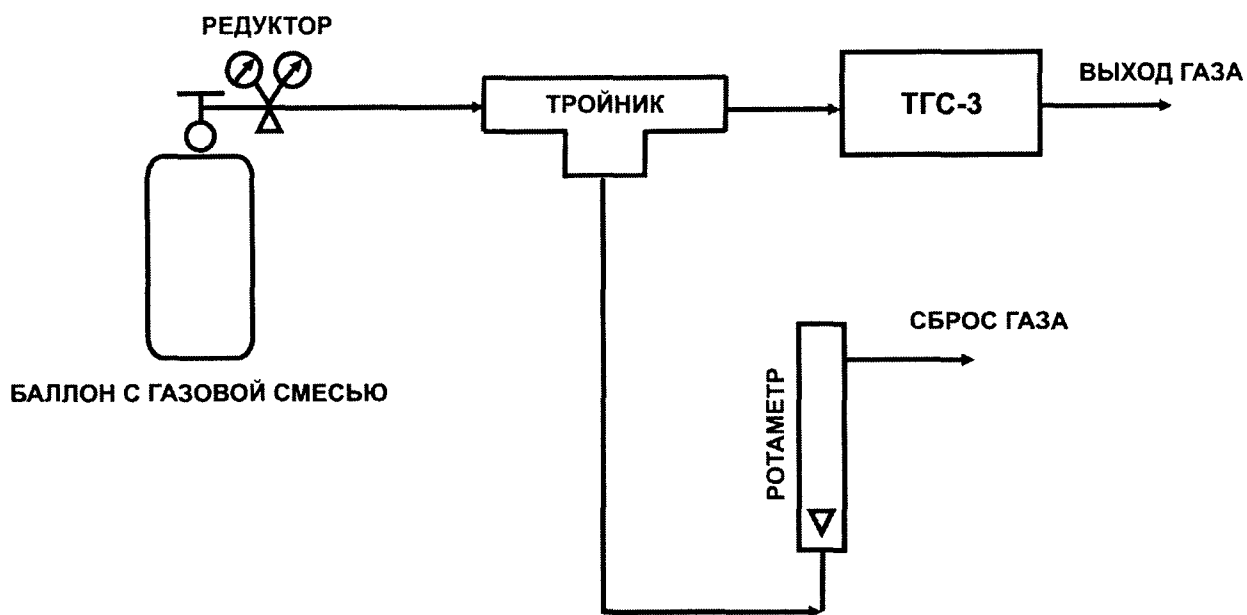 РЕДУКТОР
ТРОЙНИК
ТГС-3
ВЫХОД ГАЗА
БАЛЛОН С ГАЗОВОЙ СМЕСЬЮ
РОТАМЕТР
СБРОС ГАЗА